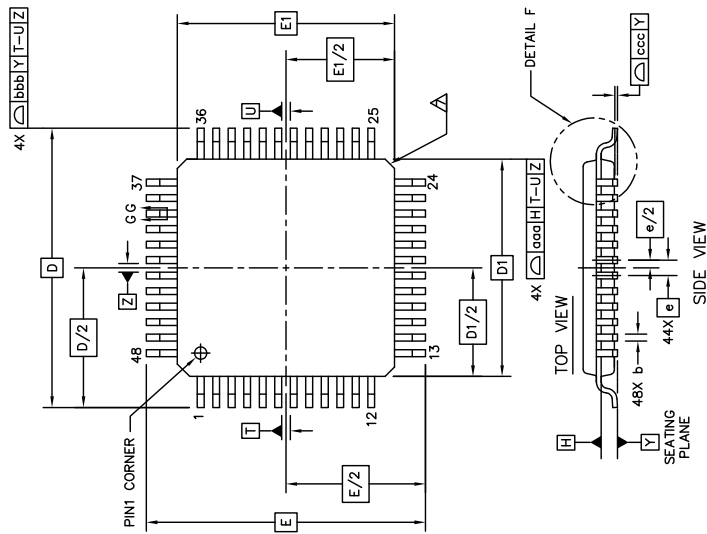 4X ⌓ bbb Y T-U Z
E1
E1/2
DETAIL F
⌓ ccc Y
U
36
25
37
24
G G
D
Z
D/2
4X ⌓ aaa H T-U Z
D1
D1/2
e/2
44X e
SIDE VIEW
TOP VIEW
48X b
48
13
1
12
PIN1 CORNER
T
E/2
E
H
Y
SEATING
PLANE